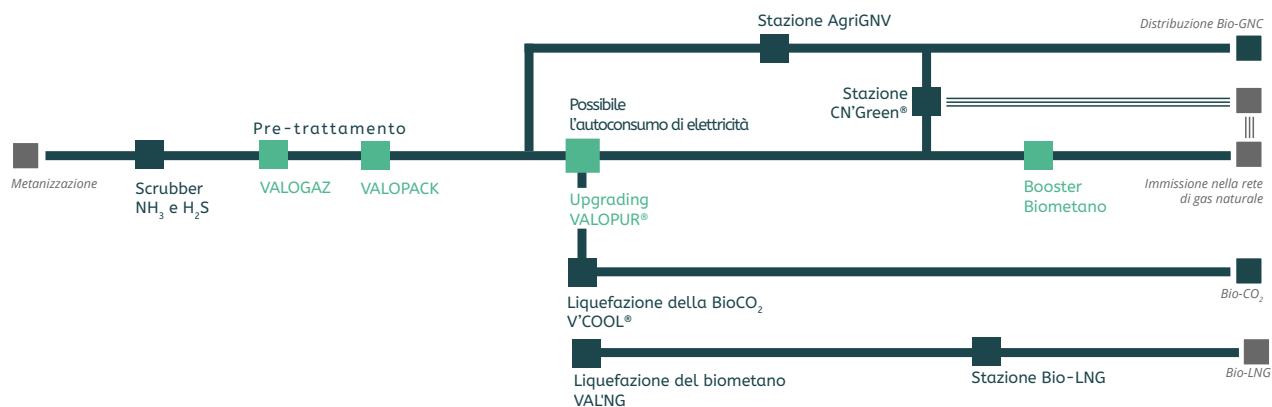 Stazione AgriGNV
Distribuzione Bio-GNC
Stazione
CN'Green®
Possibile
l'autoconsumo di elettricità
Pre-trattamento
Metanizzazione
Scrubber
NH₃ e H₂S
VALOGAZ
VALOPACK
Upgrading
VALOPUR®
Booster
Biometano
Immissione nella rete
di gas naturale
Liquefazione della BioCO₂
V'COOL®
Bio-CO₂
Liquefazione del biometano
VAL'NG
Stazione Bio-LNG
Bio-LNG